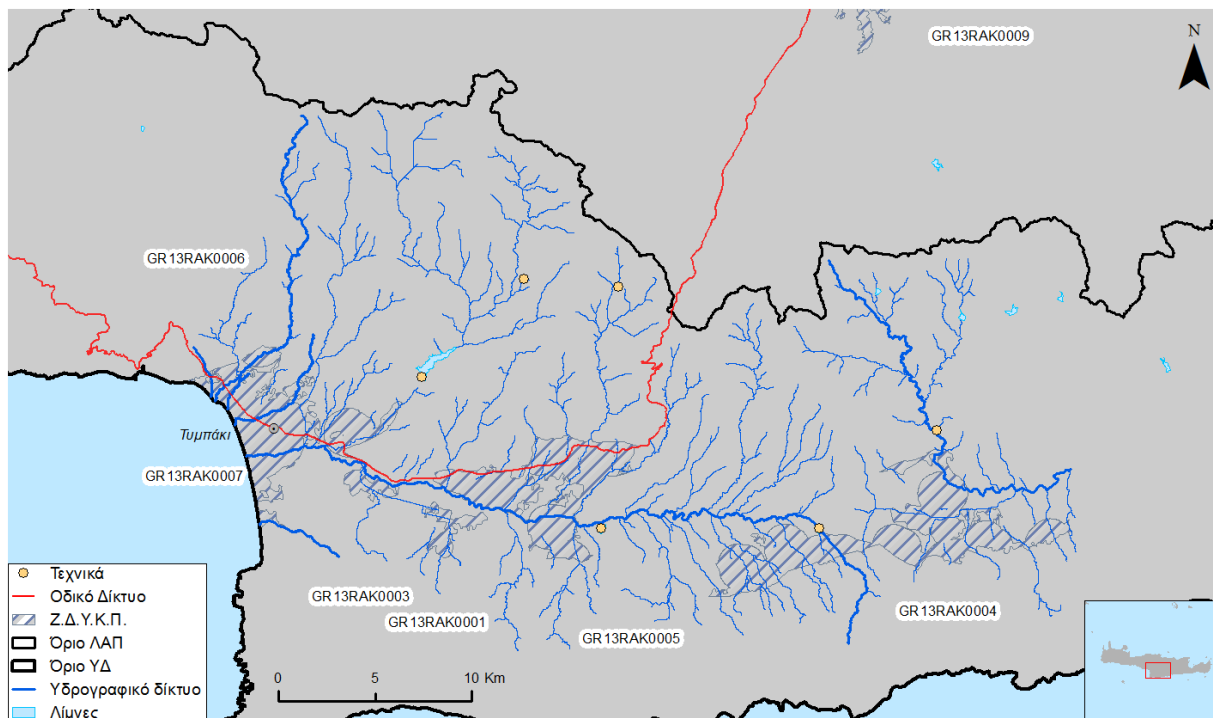 GR13RAK0009
N
GR13RAK0006
Τυμπάκι
GR13RAK0007
GR13RAK0003
GR13RAK0001
GR13RAK0005
GR13RAK0004
Τεχνικά
Οδικό Δίκτυο
Ζ.Δ.Υ.Κ.Π.
Όριο ΛΑΠ
Όριο ΥΔ
Υδρογραφικό δίκτυο
Λίμνες
0 5 10 Km